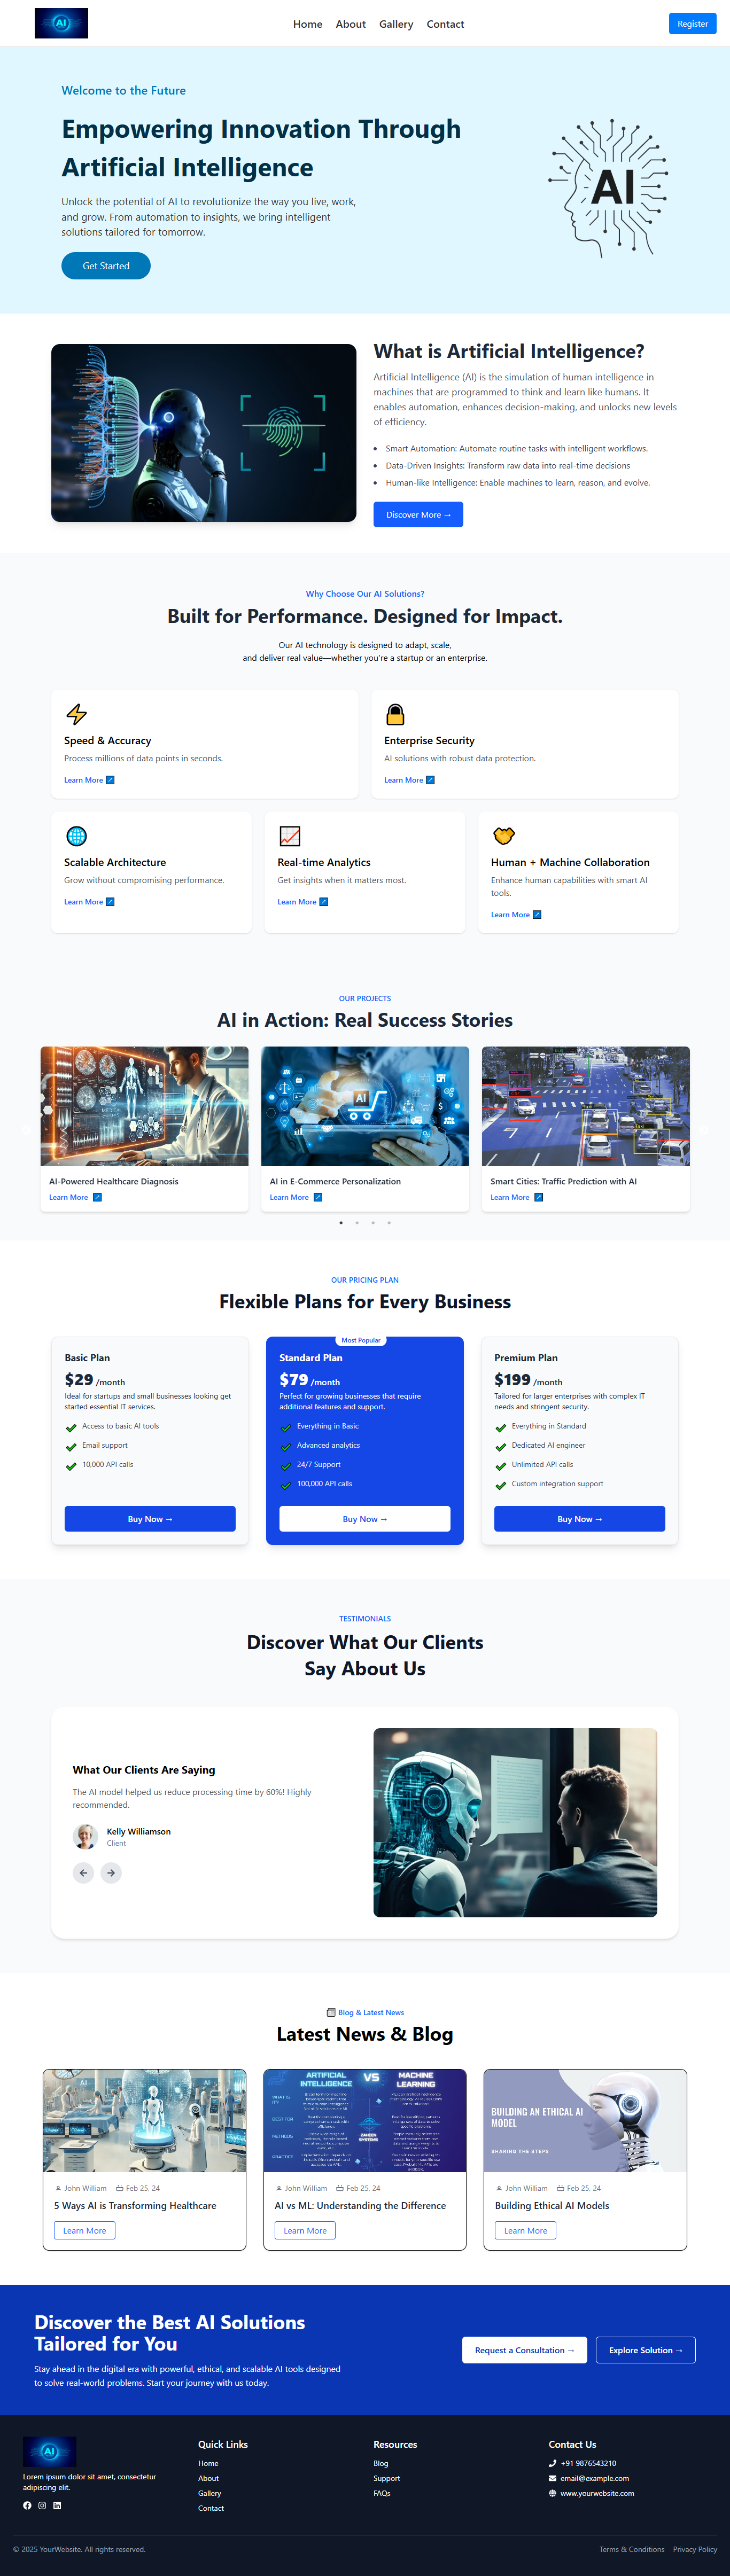 AI
Home About Gallery Contact
Register
Welcome to the Future
Empowering Innovation Through
Artificial Intelligence
Unlock the potential of AI to revolutionize the way you live, work,
and grow. From automation to insights, we bring intelligent
solutions tailored for tomorrow.
Get Started
AI
What is Artificial Intelligence?
Artificial Intelligence (AI) is the simulation of human intelligence in
machines that are programmed to think and learn like humans. It
enables automation, enhances decision-making, and unlocks new levels
of efficiency.
• Smart Automation: Automate routine tasks with intelligent workflows.
• Data-Driven Insights: Transform raw data into real-time decisions
• Human-like Intelligence: Enable machines to learn, reason, and evolve.
Discover More →
Why Choose Our AI Solutions?
Built for Performance. Designed for Impact.
Our AI technology is designed to adapt, scale,
and deliver real value—whether you're a startup or an enterprise.
Speed & Accuracy
Process millions of data points in seconds.
Learn More ↗
Enterprise Security
AI solutions with robust data protection.
Learn More ↗
Scalable Architecture
Grow without compromising performance.
Learn More ↗
Real-time Analytics
Get insights when it matters most.
Learn More ↗
Human + Machine Collaboration
Enhance human capabilities with smart AI
tools.
Learn More ↗
OUR PROJECTS
AI in Action: Real Success Stories
AI
AI-Powered Healthcare Diagnosis
Learn More ↗
AI in E-Commerce Personalization
Learn More ↗
Smart Cities: Traffic Prediction with AI
Learn More ↗
OUR PRICING PLAN
Flexible Plans for Every Business
Basic Plan
$29 /month
Ideal for startups and small businesses looking get
started essential IT services.
Access to basic AI tools
Email support
10,000 API calls
Buy Now →
Most Popular
Standard Plan
$79 /month
Perfect for growing businesses that require
additional features and support.
Everything in Basic
Advanced analytics
24/7 Support
100,000 API calls
Buy Now →
Premium Plan
$199 /month
Tailored for larger enterprises with complex IT
needs and stringent security.
Everything in Standard
Dedicated AI engineer
Unlimited API calls
Custom integration support
Buy Now →
TESTIMONIALS
Discover What Our Clients
Say About Us
What Our Clients Are Saying
The AI model helped us reduce processing time by 60%! Highly
recommended.
Kelly Williamson
Client
Blog & Latest News
Latest News & Blog
John William Feb 25, 24
5 Ways AI is Transforming Healthcare
Learn More
ARTIFICIAL INTELLIGENCE VS MACHINE LEARNING
WHAT IS IT?
BEST FOR
METHODS
PRACTICE
John William Feb 25, 24
AI vs ML: Understanding the Difference
Learn More
BUILDING AN ETHICAL AI
MODEL
SHARING THE STEPS
John William Feb 25, 24
Building Ethical AI Models
Learn More
Discover the Best AI Solutions
Tailored for You
Stay ahead in the digital era with powerful, ethical, and scalable AI tools designed
to solve real-world problems. Start your journey with us today.
Request a Consultation →
Explore Solution →
AI
Lorem ipsum dolor sit amet, consectetur
adipiscing elit.
Quick Links
Home
About
Gallery
Contact
Resources
Blog
Support
FAQs
Contact Us
+91 9876543210
email@example.com
www.yourwebsite.com
© 2025 YourWebsite. All rights reserved.
Terms & Conditions Privacy Policy